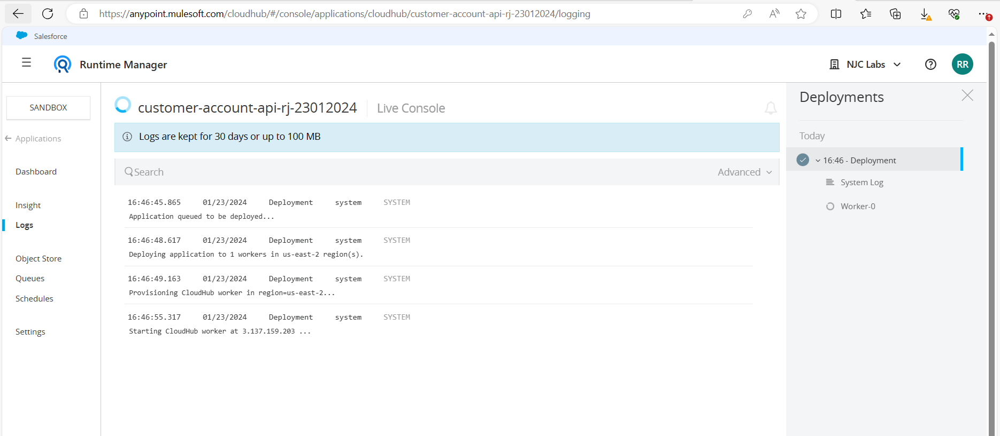 https://anypoint.mulesoft.com/cloudhub/#/console/applications/cloudhub/customer-account-api-rj-23012024/logging
Salesforce
Runtime Manager
NJC Labs
RR
SANDBOX
Applications
Dashboard
Insight
Logs
Object Store
Queues
Schedules
Settings
customer-account-api-rj-23012024
Live Console
Logs are kept for 30 days or up to 100 MB
Search
Advanced
16:46:45.865 01/23/2024 Deployment system SYSTEM
Application queued to be deployed...
16:46:48.617 01/23/2024 Deployment system SYSTEM
Deploying application to 1 workers in us-east-2 region(s).
16:46:49.163 01/23/2024 Deployment system SYSTEM
Provisioning CloudHub worker in region=us-east-2...
16:46:55.317 01/23/2024 Deployment system SYSTEM
Starting CloudHub worker at 3.137.159.203 ...
Deployments
Today
16:46 - Deployment
System Log
Worker-0